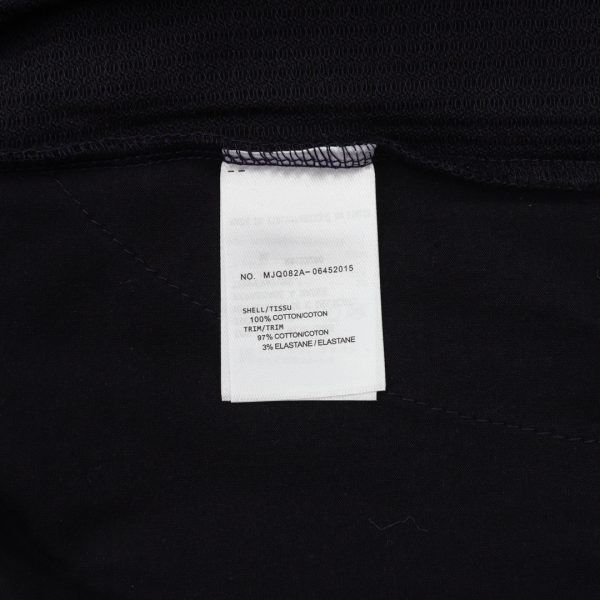 NO. MJQ082A-06452015
SHELL/TISSU
100% COTTON/COTON
TRIM/TRIM
97% COTTON/COTON
3% ELASTANE / ELASTANE